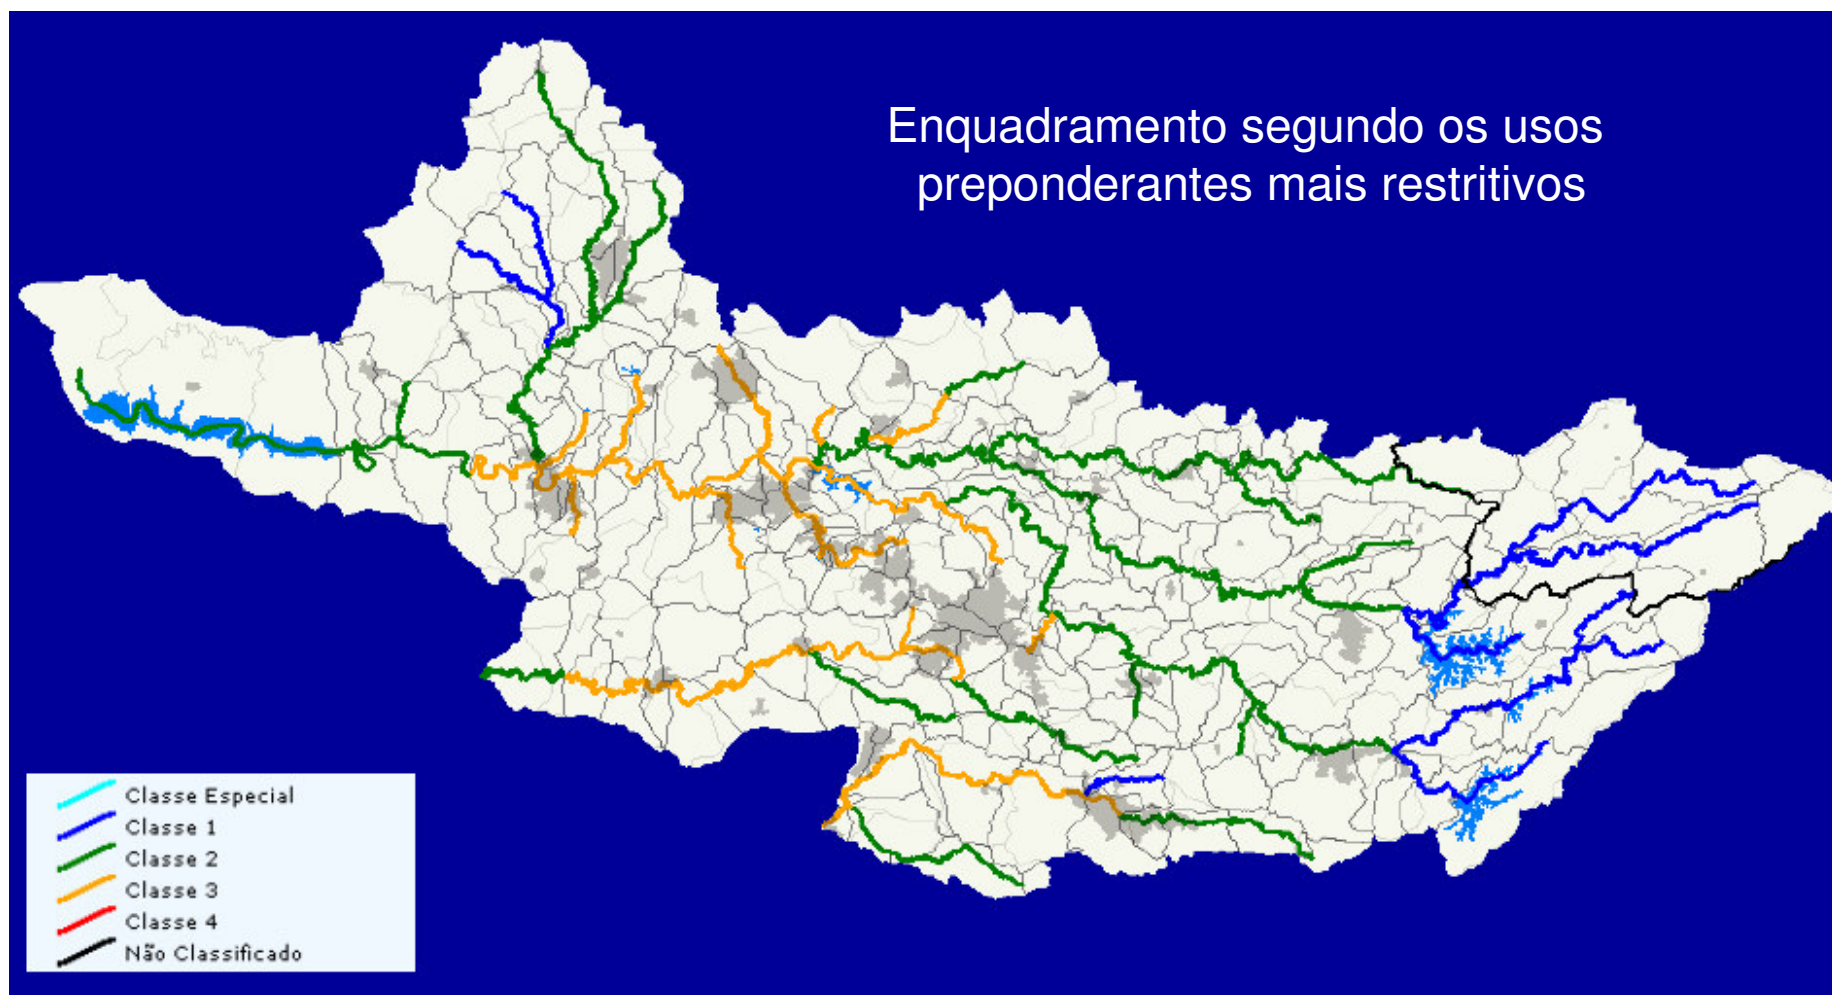 Enquadramento segundo os usos
preponderantes mais restritivos
Classe Especial
Classe 1
Classe 2
Classe 3
Classe 4
Não Classificado